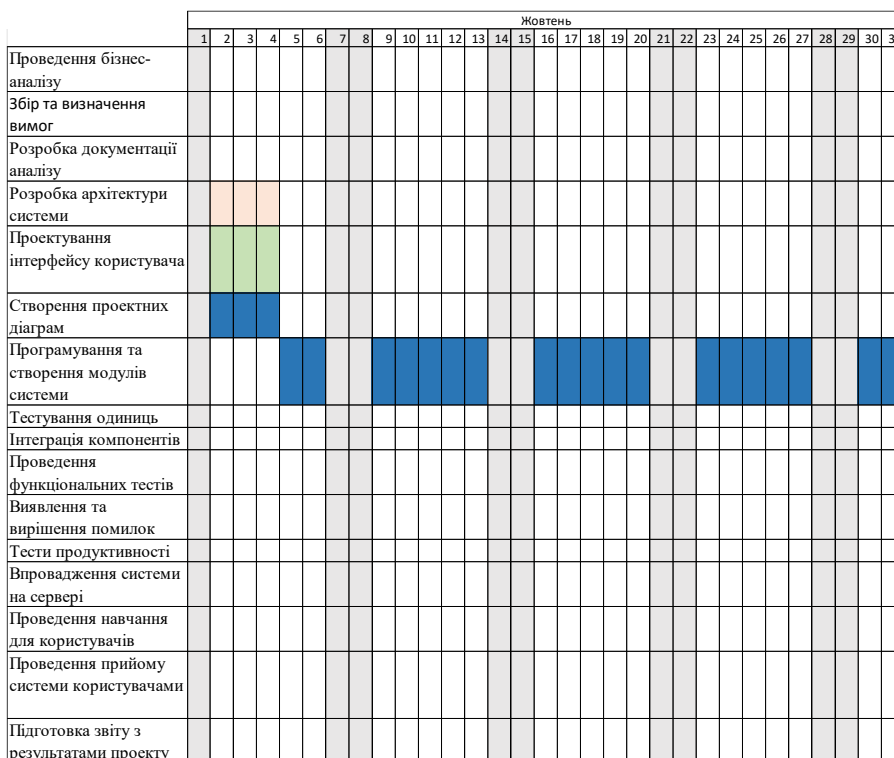 Жовтень
1 2 3 4 5 6 7 8 9 10 11 12 13 14 15 16 17 18 19 20 21 22 23 24 25 26 27 28 29 30
Проведення бізнес-
аналізу
Збір та визначення
вимог
Розробка документації
аналізу
Розробка архітектури
системи
Проектування
інтерфейсу користувача
Створення проектних
діаграм
Програмування та
створення модулів
системи
Тестування одиниць
Інтеграція компонентів
Проведення
функціональних тестів
Виявлення та
вирішення помилок
Тести продуктивності
Впровадження системи
на сервері
Проведення навчання
для користувачів
Проведення прийому
системи користувачами
Підготовка звіту з
результатами проекту